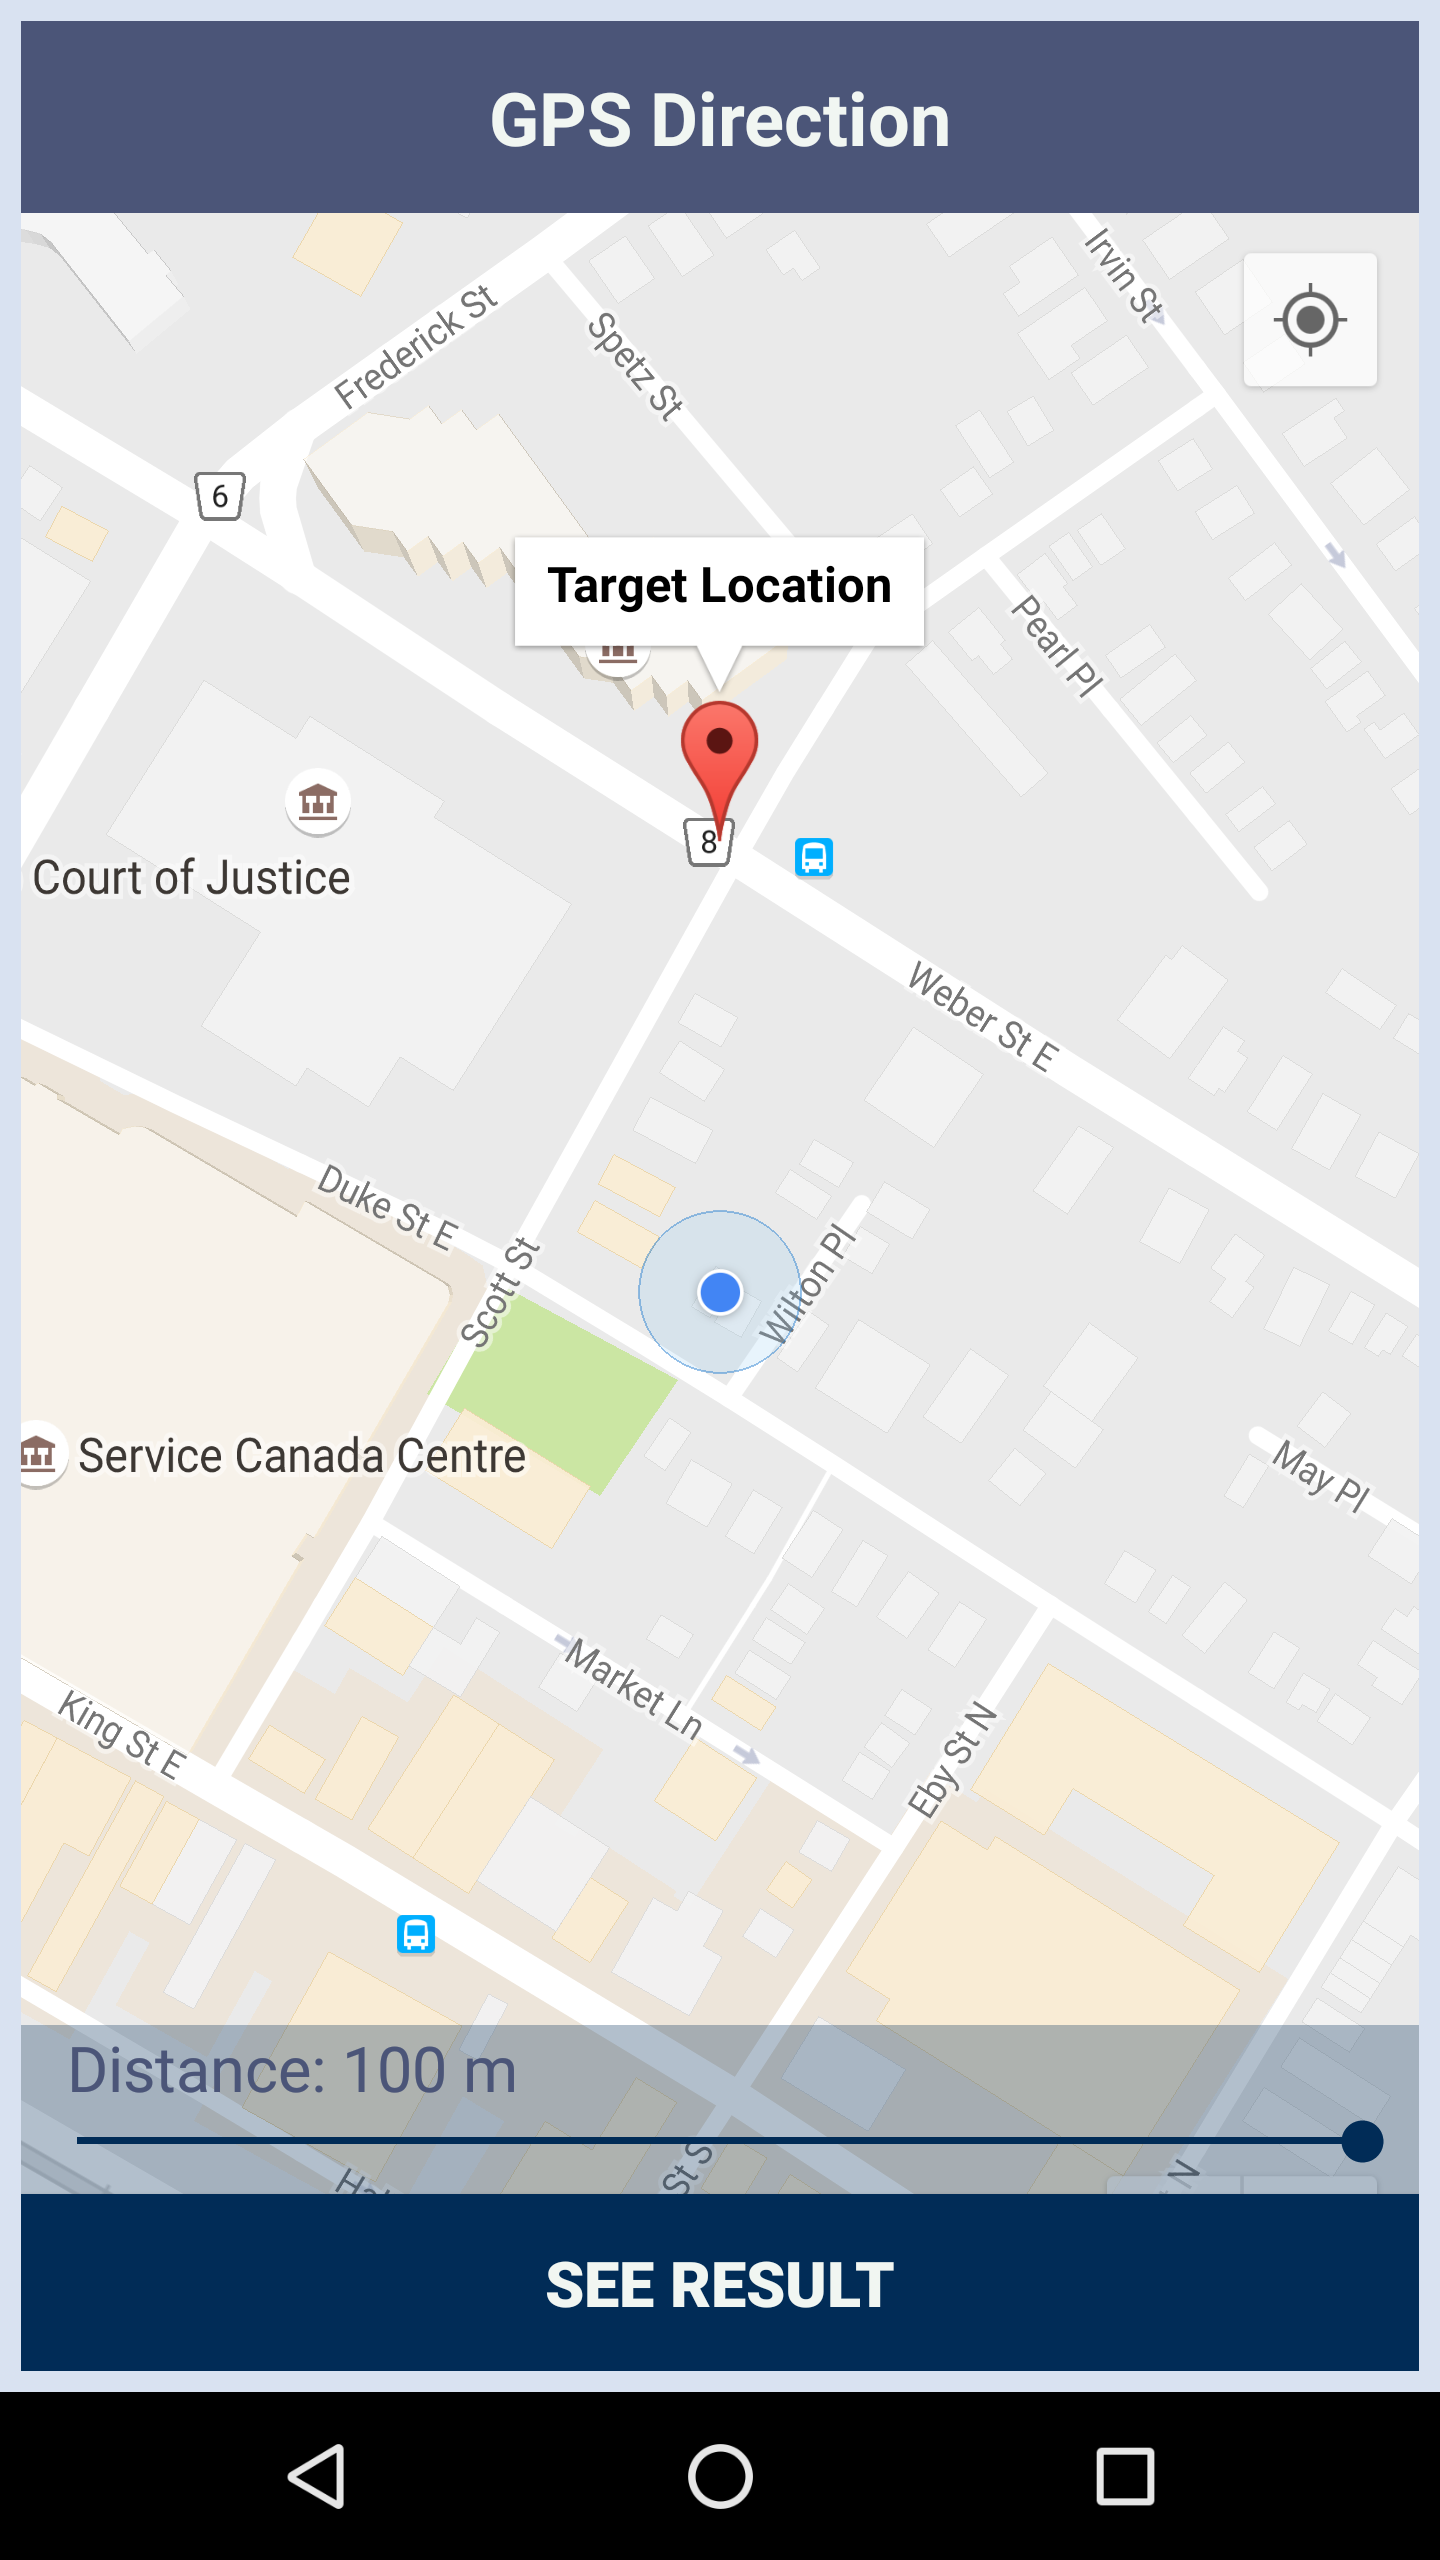 GPS Direction
Irvin St
Frederick St
Spetz St
6
Target Location
Pearl Pl
8
Court of Justice
Weber St E
Duke St E
Scott St
Wilton Pl
Service Canada Centre
May Pl
Market Ln
King St E
Eby St N
Distance: 100 m
St S
N
SEE RESULT